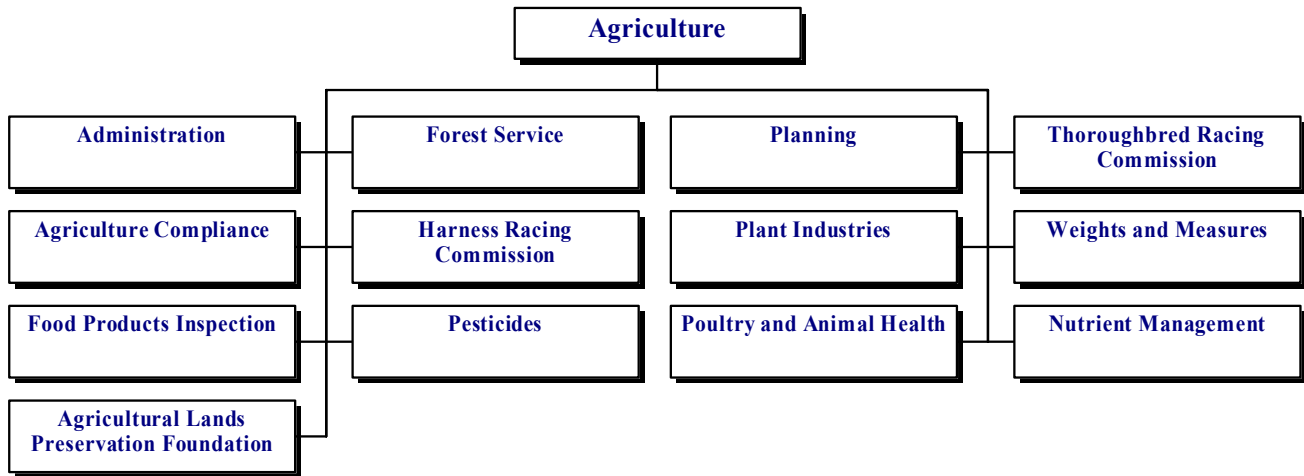 Agriculture
Administration
Forest Service
Planning
Thoroughbred Racing
Commission
Agriculture Compliance
Harness Racing
Commission
Plant Industries
Weights and Measures
Food Products Inspection
Pesticides
Poultry and Animal Health
Nutrient Management
Agricultural Lands
Preservation Foundation